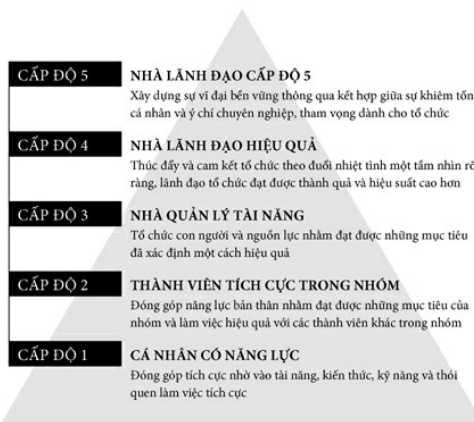 CẤP ĐỘ 5
NHÀ LÃNH ĐẠO CẤP ĐỘ 5
Xây dựng sự vĩ đại bền vững thông qua kết hợp giữa sự khiêm tốn
cá nhân và ý chí chuyên nghiệp, tham vọng dành cho tổ chức
CẤP ĐỘ 4
NHÀ LÃNH ĐẠO HIỆU QUẢ
Thúc đẩy và cam kết tổ chức theo đuổi nhiệt tình một tầm nhìn rõ
ràng, lãnh đạo tổ chức đạt được thành quả và hiệu suất cao hơn
CẤP ĐỘ 3
NHÀ QUẢN LÝ TÀI NĂNG
Tổ chức con người và nguồn lực nhằm đạt được những mục tiêu
đã xác định một cách hiệu quả
CẤP ĐỘ 2
THÀNH VIÊN TÍCH CỰC TRONG NHÓM
Đóng góp năng lực bản thân nhằm đạt được những mục tiêu của
nhóm và làm việc hiệu quả với các thành viên khác trong nhóm
CẤP ĐỘ 1
CÁ NHÂN CÓ NĂNG LỰC
Đóng góp tích cực nhờ vào tài năng, kiến thức, kỹ năng và thói
quen làm việc tích cực